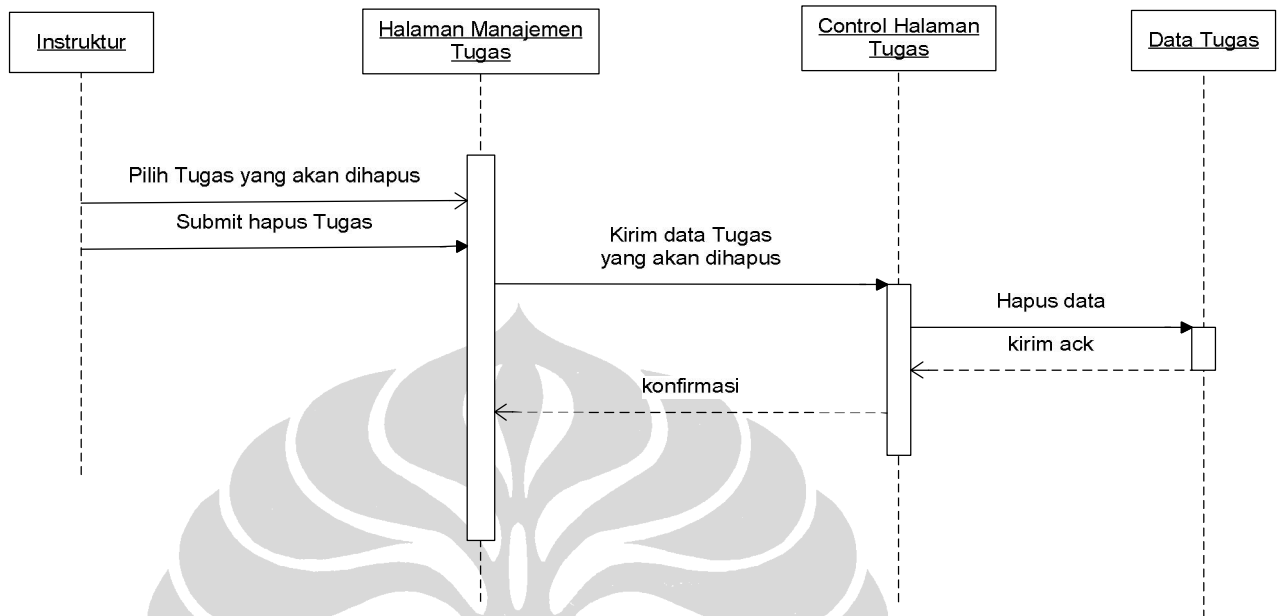 Instruktur
Halaman Manajemen
Tugas
Control Halaman
Tugas
Data Tugas
Pilih Tugas yang akan dihapus
Submit hapus Tugas
Kirim data Tugas
yang akan dihapus
Hapus data
kirim ack
konfirmasi